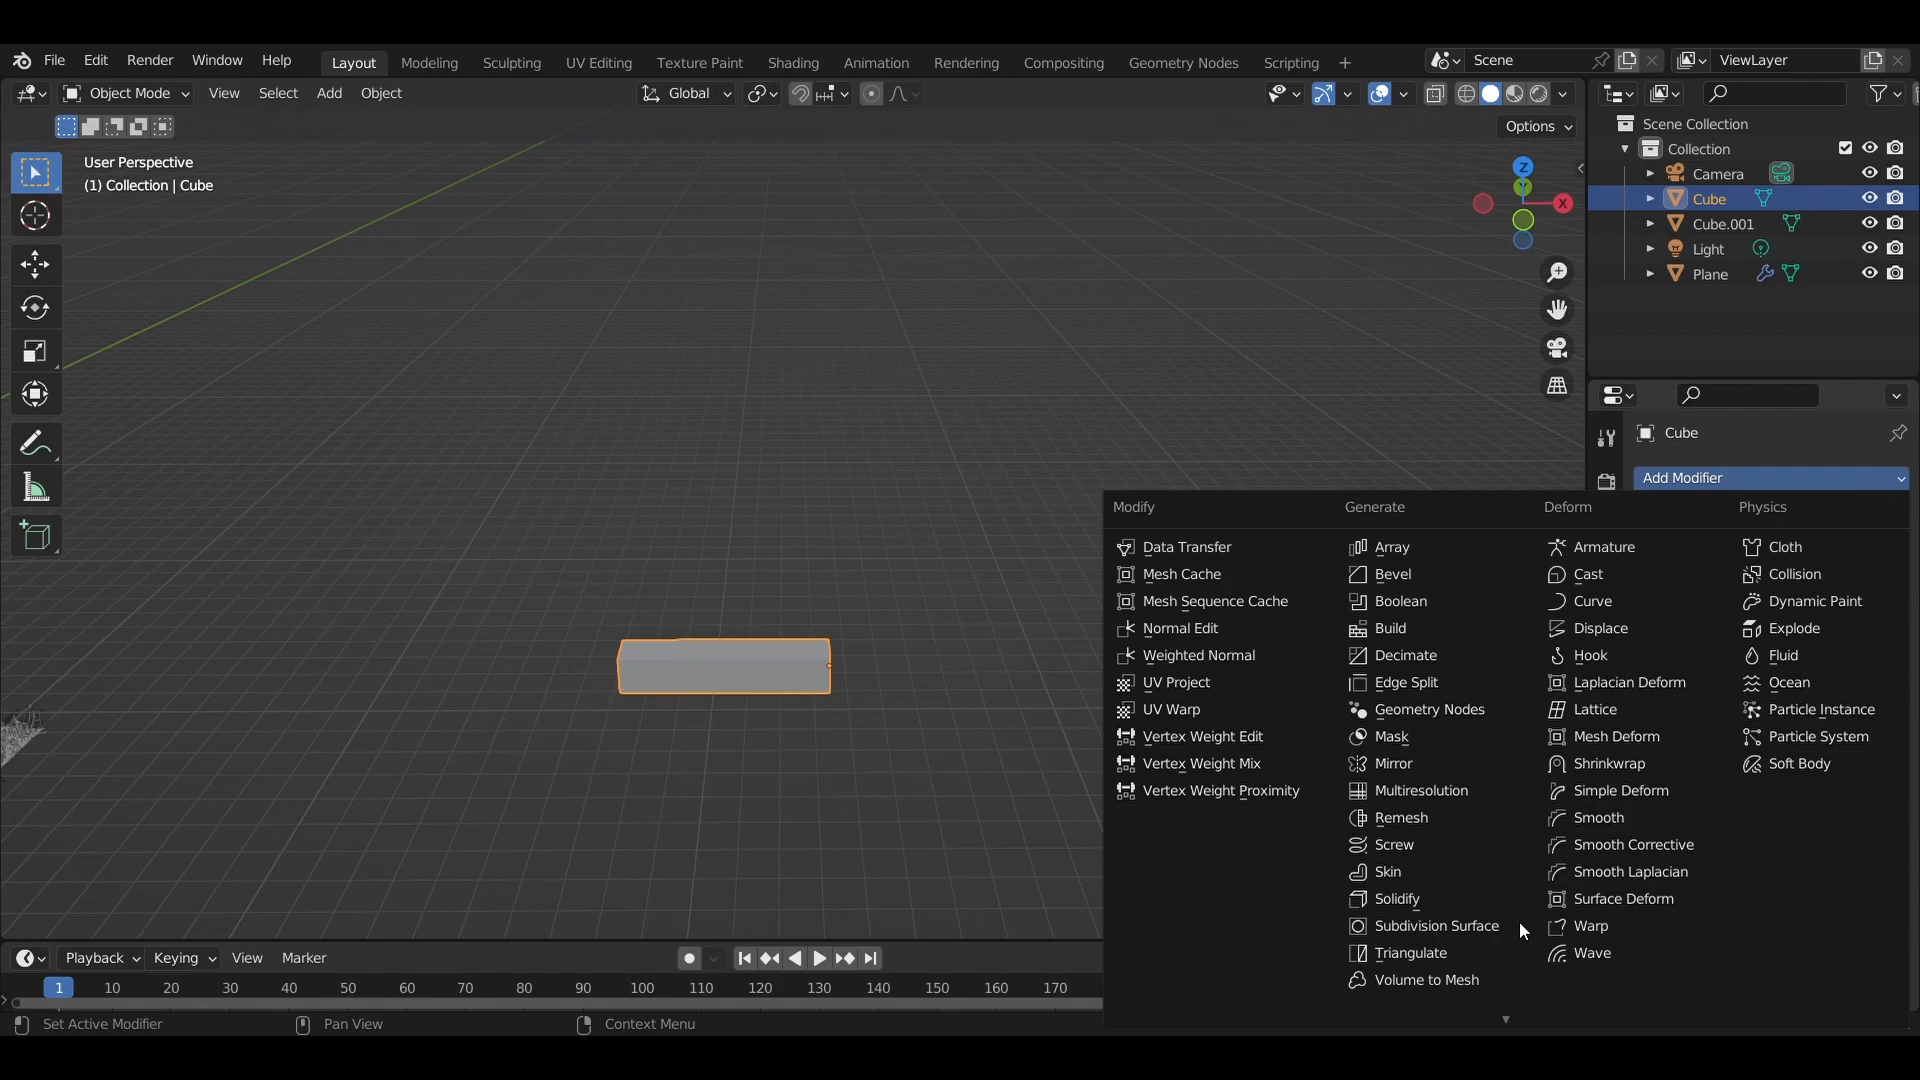 File Edit Render Window Help Layout Modeling Sculpting UV Editing Texture Paint Shading Animation Rendering Compositing Geometry Nodes Scripting + Scene ViewLayer
Object Mode View Select Add Object Global
Options
User Perspective
(1) Collection | Cube
Z
Y
X
Scene Collection
Collection
Camera
Cube
Cube.001
Light
Plane
Cube
Add Modifier
Modify
Data Transfer
Mesh Cache
Mesh Sequence Cache
Normal Edit
Weighted Normal
UV Project
UV Warp
Vertex Weight Edit
Vertex Weight Mix
Vertex Weight Proximity
Generate
Array
Bevel
Boolean
Build
Decimate
Edge Split
Geometry Nodes
Mask
Mirror
Multiresolution
Remesh
Screw
Skin
Solidify
Subdivision Surface
Triangulate
Volume to Mesh
Deform
Armature
Cast
Curve
Displace
Hook
Laplacian Deform
Lattice
Mesh Deform
Shrinkwrap
Simple Deform
Smooth
Smooth Corrective
Smooth Laplacian
Surface Deform
Warp
Wave
Physics
Cloth
Collision
Dynamic Paint
Explode
Fluid
Ocean
Particle Instance
Particle System
Soft Body
Playback Keying View Marker
1 10 20 30 40 50 60 70 80 90 100 110 120 130 140 150 160 170
Set Active Modifier Pan View Context Menu